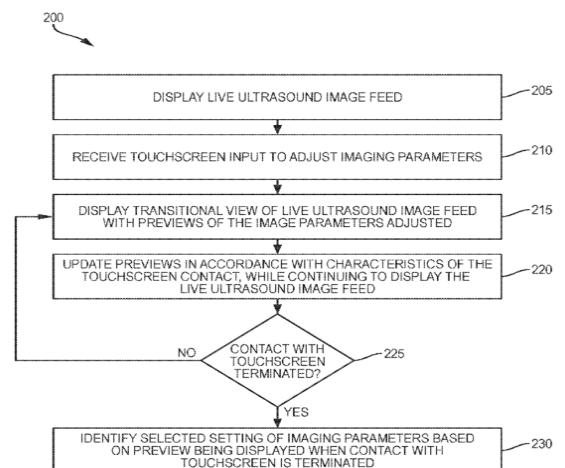 200
DISPLAY LIVE ULTRASOUND IMAGE FEED
205
RECEIVE TOUCHSCREEN INPUT TO ADJUST IMAGING PARAMETERS
210
DISPLAY TRANSITIONAL VIEW OF LIVE ULTRASOUND IMAGE FEED
WITH PREVIEWS OF THE IMAGE PARAMETERS ADJUSTED
215
UPDATE PREVIEWS IN ACCORDANCE WITH CHARACTERISTICS OF THE
TOUCHSCREEN CONTACT, WHILE CONTINUING TO DISPLAY THE
LIVE ULTRASOUND IMAGE FEED
220
NO
CONTACT WITH
TOUCHSCREEN
TERMINATED?
225
YES
IDENTIFY SELECTED SETTING OF IMAGING PARAMETERS BASED
ON PREVIEW BEING DISPLAYED WHEN CONTACT WITH
TOUCHSCREEN IS TERMINATED
230